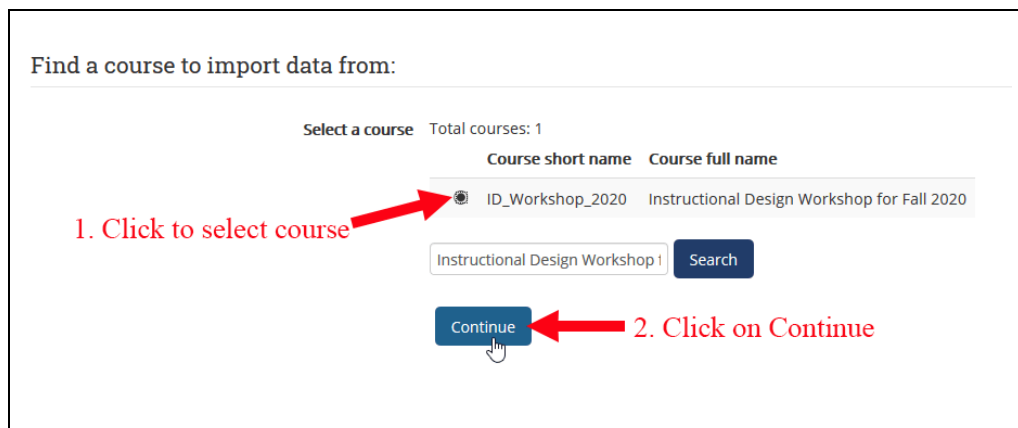 Find a course to import data from:
Select a course Total courses: 1
Course short name Course full name
ID_Workshop_2020 Instructional Design Workshop for Fall 2020
1. Click to select course
Instructional Design Workshop f Search
Continue 2. Click on Continue